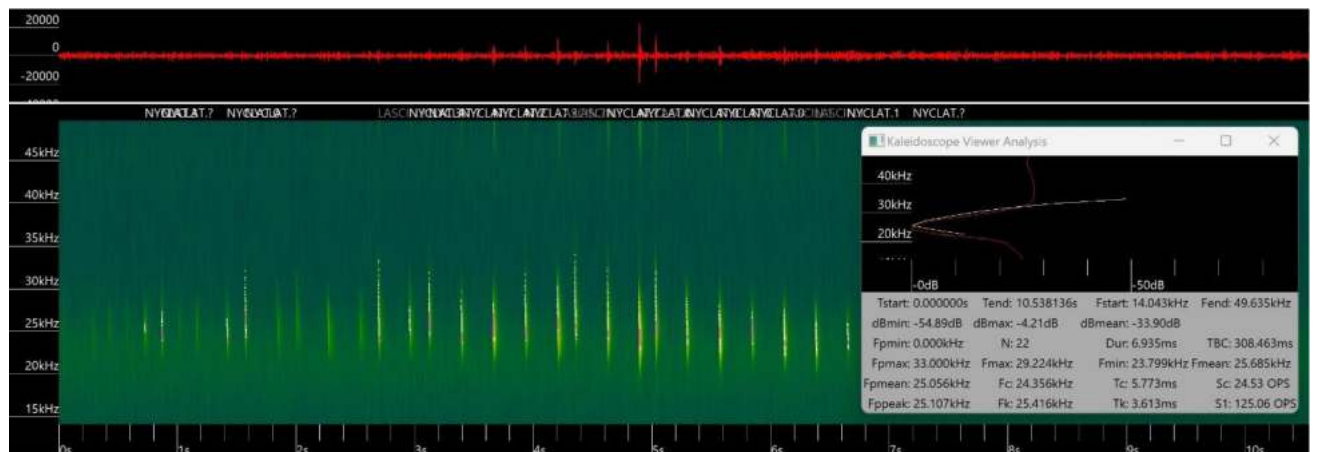 20000
0
-20000
NYCLAT.? NYCLAT.?
NYCLAT.1 NYCLAT.?
45kHz
40kHz
35kHz
30kHz
25kHz
20kHz
15kHz
Kaleidoscope Viewer Analysis
40kHz
30kHz
20kHz
-0dB -50dB
Tstart: 0.000000s Tend: 10.538136s Fstart: 14.043kHz Fend: 49.635kHz
dBmin: -54.89dB dBmax: -4.21dB dBmean: -33.90dB
Fpmin: 0.000kHz N: 22 Dur: 6.935ms TBC: 308.463ms
Fpmax: 33.000kHz Fmax: 29.224kHz Fmin: 23.799kHz Fmean: 25.685kHz
Fpmean: 25.056kHz Fc: 24.356kHz Tc: 5.773ms Sc: 24.53 OPS
Fppeak: 25.107kHz Fk: 25.416kHz Tk: 3.613ms S1: 125.06 OPS
0s 1s 2s 3s 4s 5s 6s 7s 8s 9s 10s